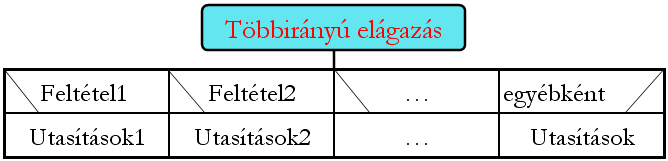 Többirányú elágazás
Feltétel1 Feltétel2 ... egyébként
Utasítások1 Utasítások2 ... Utasítások